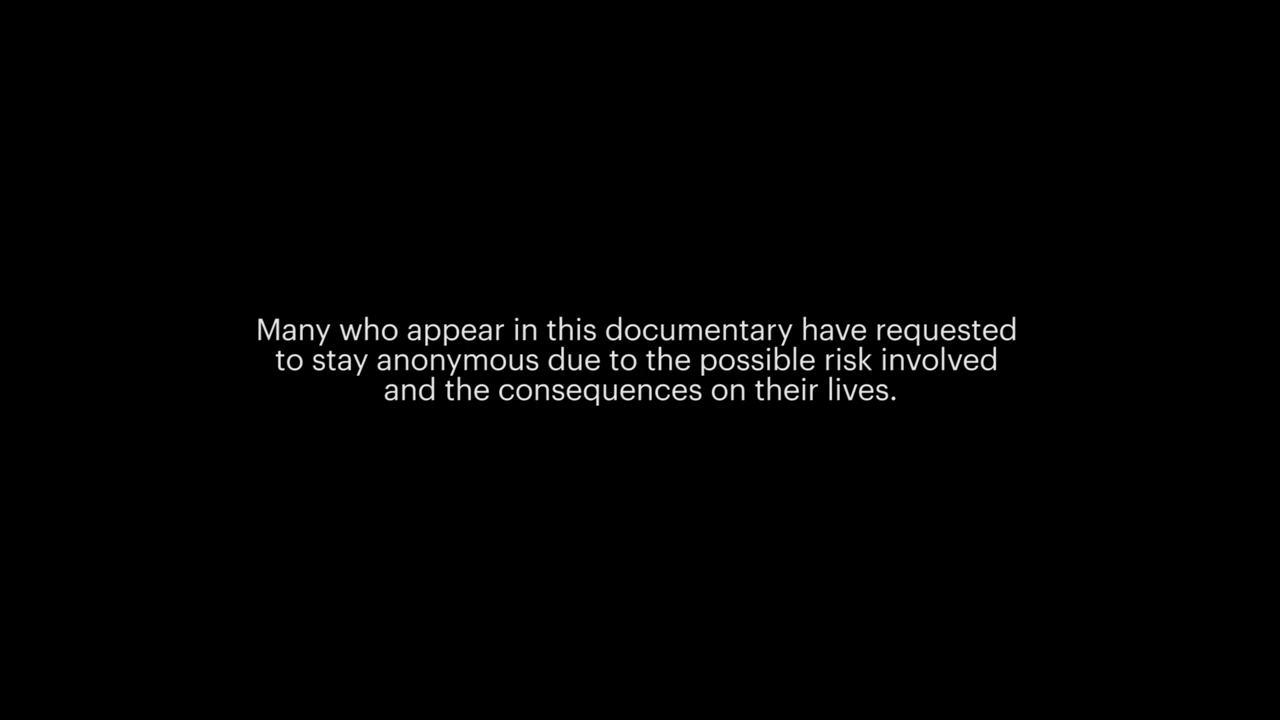 Many who appear in this documentary have requested
to stay anonymous due to the possible risk involved
and the consequences on their lives.